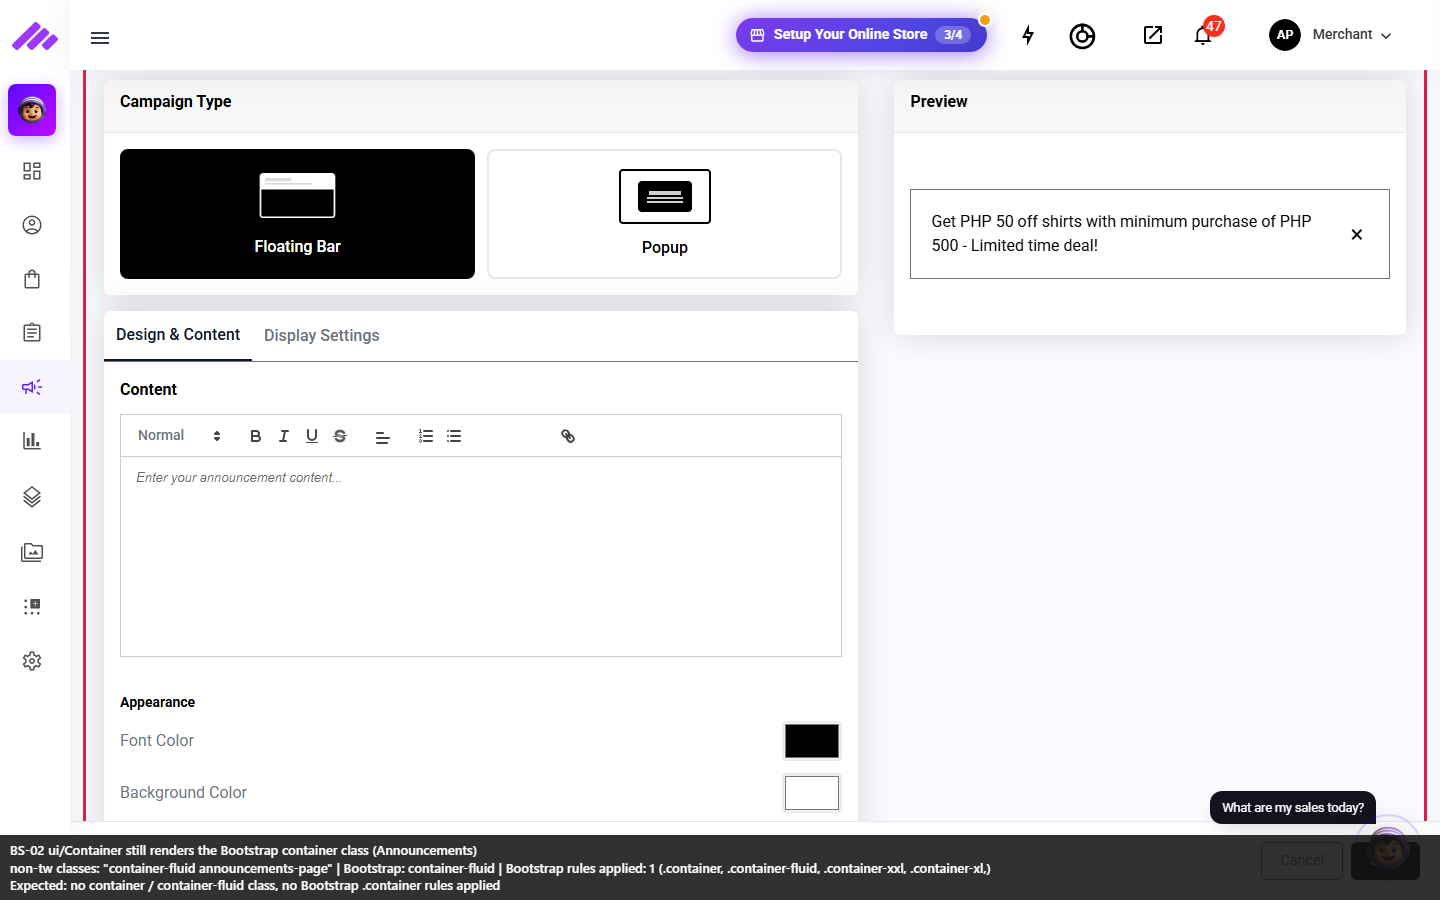 Setup Your Online Store 3/4
47
AP Merchant
Campaign Type
Floating Bar
Popup
Preview
Get PHP 50 off shirts with minimum purchase of PHP
500 - Limited time deal!
Design & Content Display Settings
Content
Normal
Enter your announcement content...
Appearance
Font Color
Background Color
What are my sales today?
Cancel
BS-02 ui/Container still renders the Bootstrap container class (Announcements)
non-tw classes: "container-fluid announcements-page" | Bootstrap: container-fluid | Bootstrap rules applied: 1 (.container, .container-fluid, .container-xxl, .container-xl,)
Expected: no container / container-fluid class, no Bootstrap .container rules applied